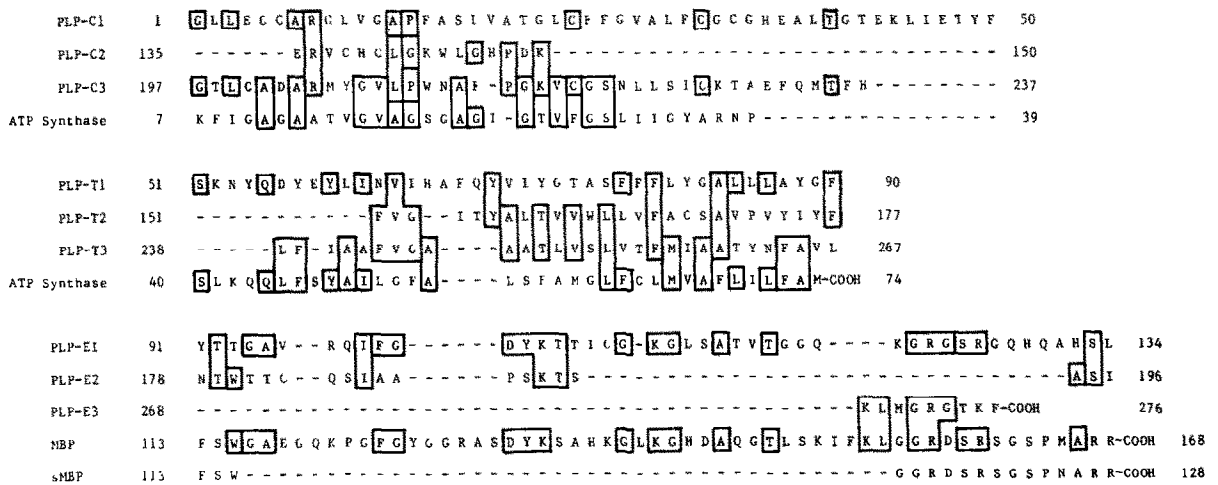 PLP-C1 1 G L L E C C A R C L V G A P F A S I V A T G L C F F G V A L F C G C G H E A L Y G T E K L I E T Y F 50
PLP-C2 135 - - - - - - E R V C H C L G K W L G H P D K - - - - - - - - - - - - - - - - - - - - - - - - - - - - 150
PLP-C3 197 G T L C A D A R M Y G V L P W N A F - P G K V C G S N L L S I C K T A E F Q M T F H - - - - - - - - 237
ATP Synthase 7 K F I G A G A A T V G V A G S G A G I - G T V F G S L I I G Y A R N P - - - - - - - - - - - - - - - 39
PLP-T1 51 S K N Y Q D Y E Y L I N V I H A F Q Y V I Y G T A S F F F L Y G A L L L A Y G F 90
PLP-T2 151 - - - - - - - - - - - F V G - - I T Y A L T V V W L L V F A C S A V P V Y I Y F 177
PLP-T3 238 - - - - - L F - I A A F V G A - - - - A A T L V S L V T F M I A A T Y N F A V L 267
ATP Synthase 40 S L K Q Q L F S Y A I L G F A - - - - L S F A M G L F C L M V A F L I L F A M-COOH 74
PLP-E1 91 Y T T G A V - - R Q I F G - - - - - - D Y K T T I C G - K G L S A T V T G G Q - - - K G R G S R G Q H Q A H S L 134
PLP-E2 178 N T W T T C - - Q S I A A - - - - - - P S K T S - - - - - - - - - - - - - - - - - - - - - - - - - - - - - A S I 196
PLP-E3 268 - - - - - - - - - - - - - - - - - - - - - - - - - - - - - - - - - - - - - - - K L M G R G T K F-COOH 276
MBP 113 F S W G A E G Q K P G F G Y G G R A S D Y K S A H K G L K G H D A Q G T L S K I F K L G G R D S R S G S P M A R R-COOH 168
sMBP 113 F S W - - - - - - - - - - - - - - - - - - - - - - - - - - - - - - - - - - - - - - G G R D S R S G S P N A R R-COOH 128